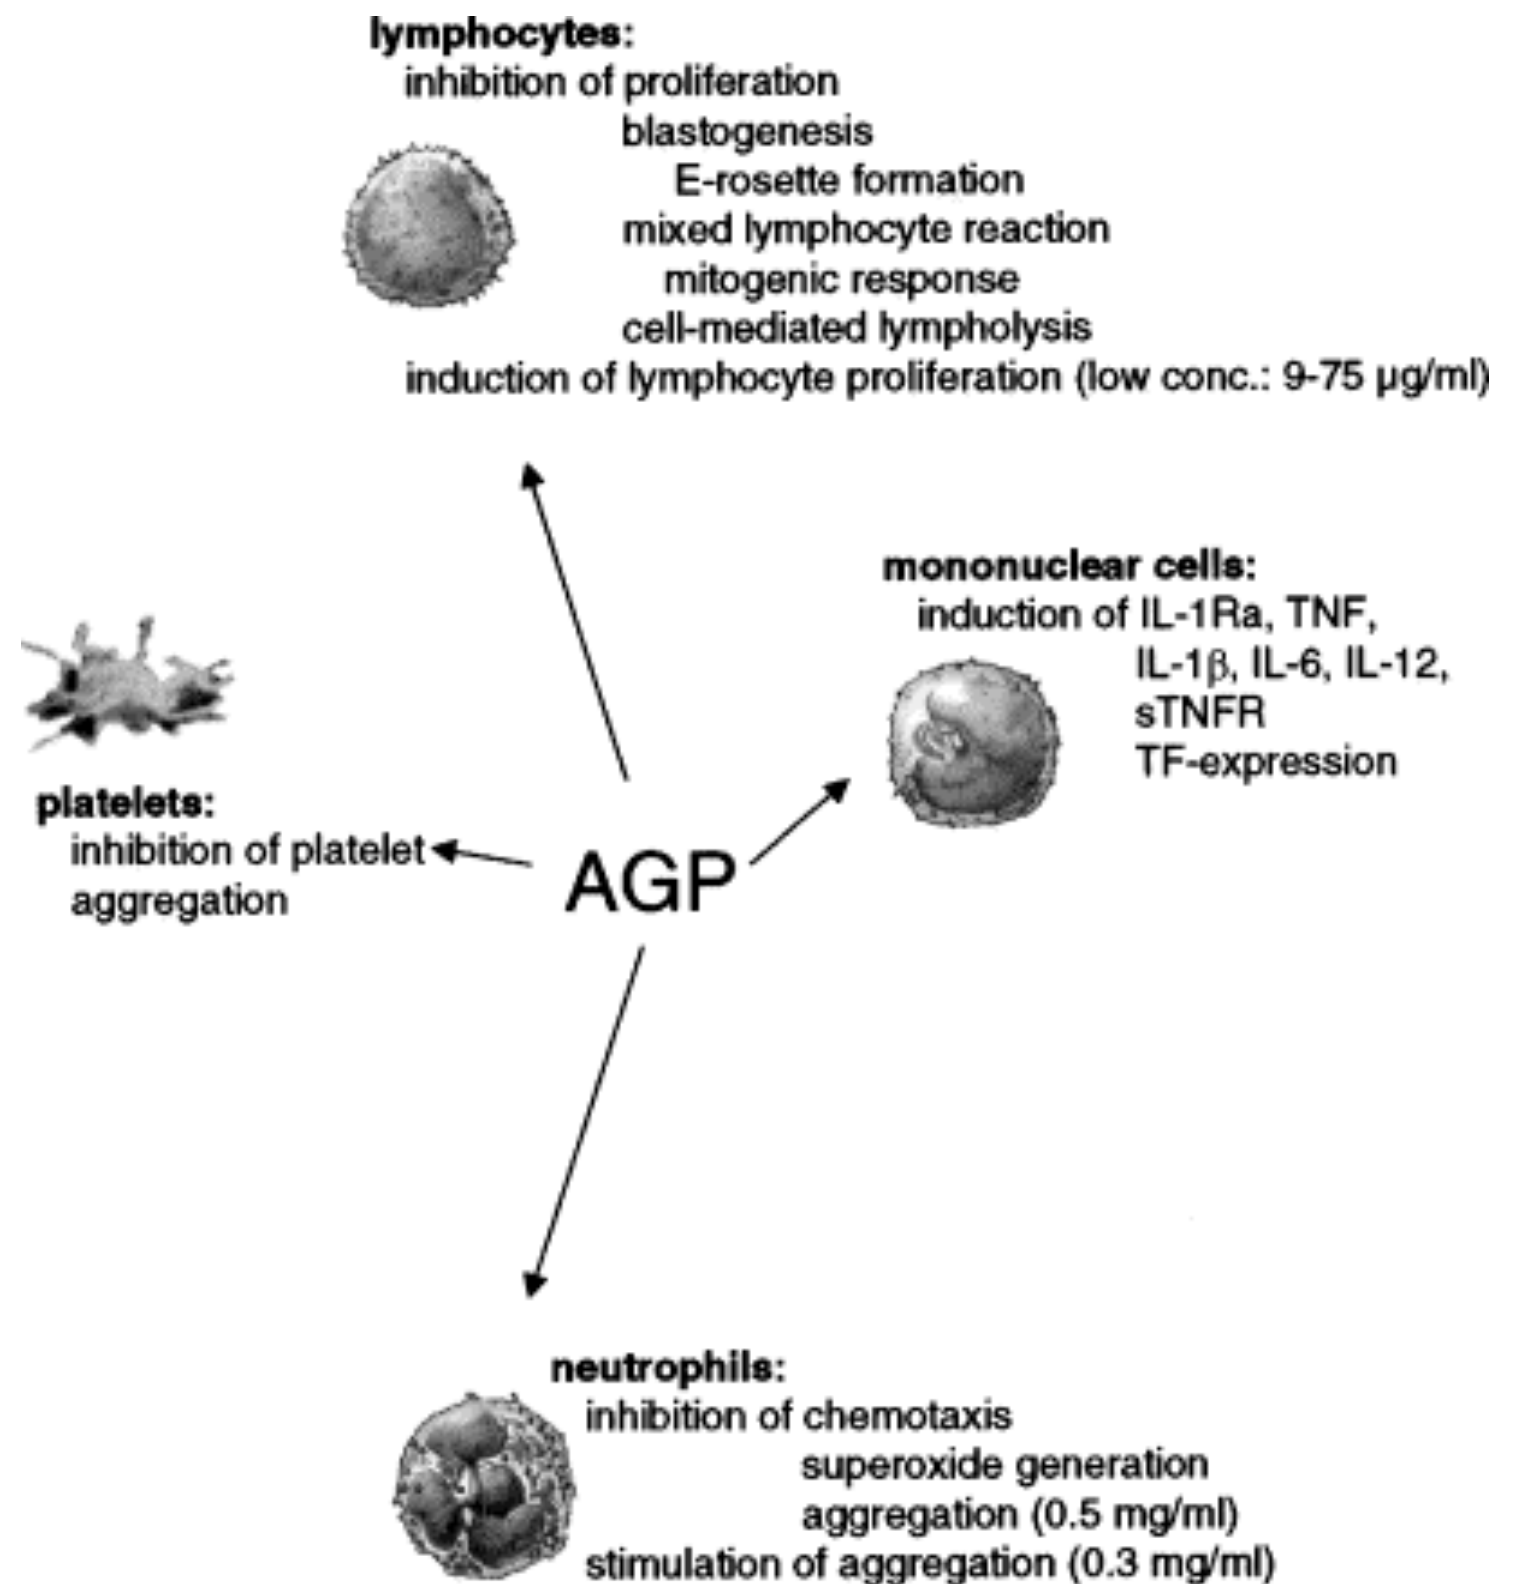 lymphocytes:
inhibition of proliferation
blastogenesis
E-rosette formation
mixed lymphocyte reaction
mitogenic response
cell-mediated lympholysis
induction of lymphocyte proliferation (low conc.: 9-75 µg/ml)
mononuclear cells:
induction of IL-1Ra, TNF,
IL-1β, IL-6, IL-12,
sTNFR
TF-expression
platelets:
inhibition of platelet
aggregation
AGP
neutrophils:
inhibition of chemotaxis
superoxide generation
aggregation (0.5 mg/ml)
stimulation of aggregation (0.3 mg/ml)